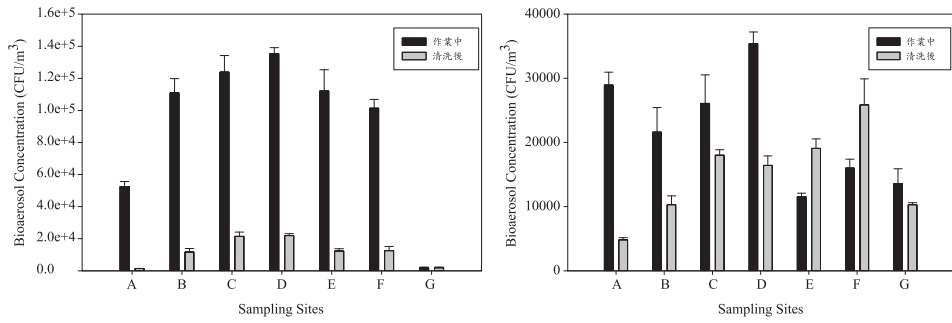 Bioaerosol Concentration (CFU/m³)
1.6e+5
1.4e+5
1.2e+5
1.0e+5
8.0e+4
6.0e+4
4.0e+4
2.0e+4
0.0
作業中
清洗後
A B C D E F G
Sampling Sites
Bioaerosol Concentration (CFU/m³)
40000
30000
20000
10000
0
作業中
清洗後
A B C D E F G
Sampling Sites